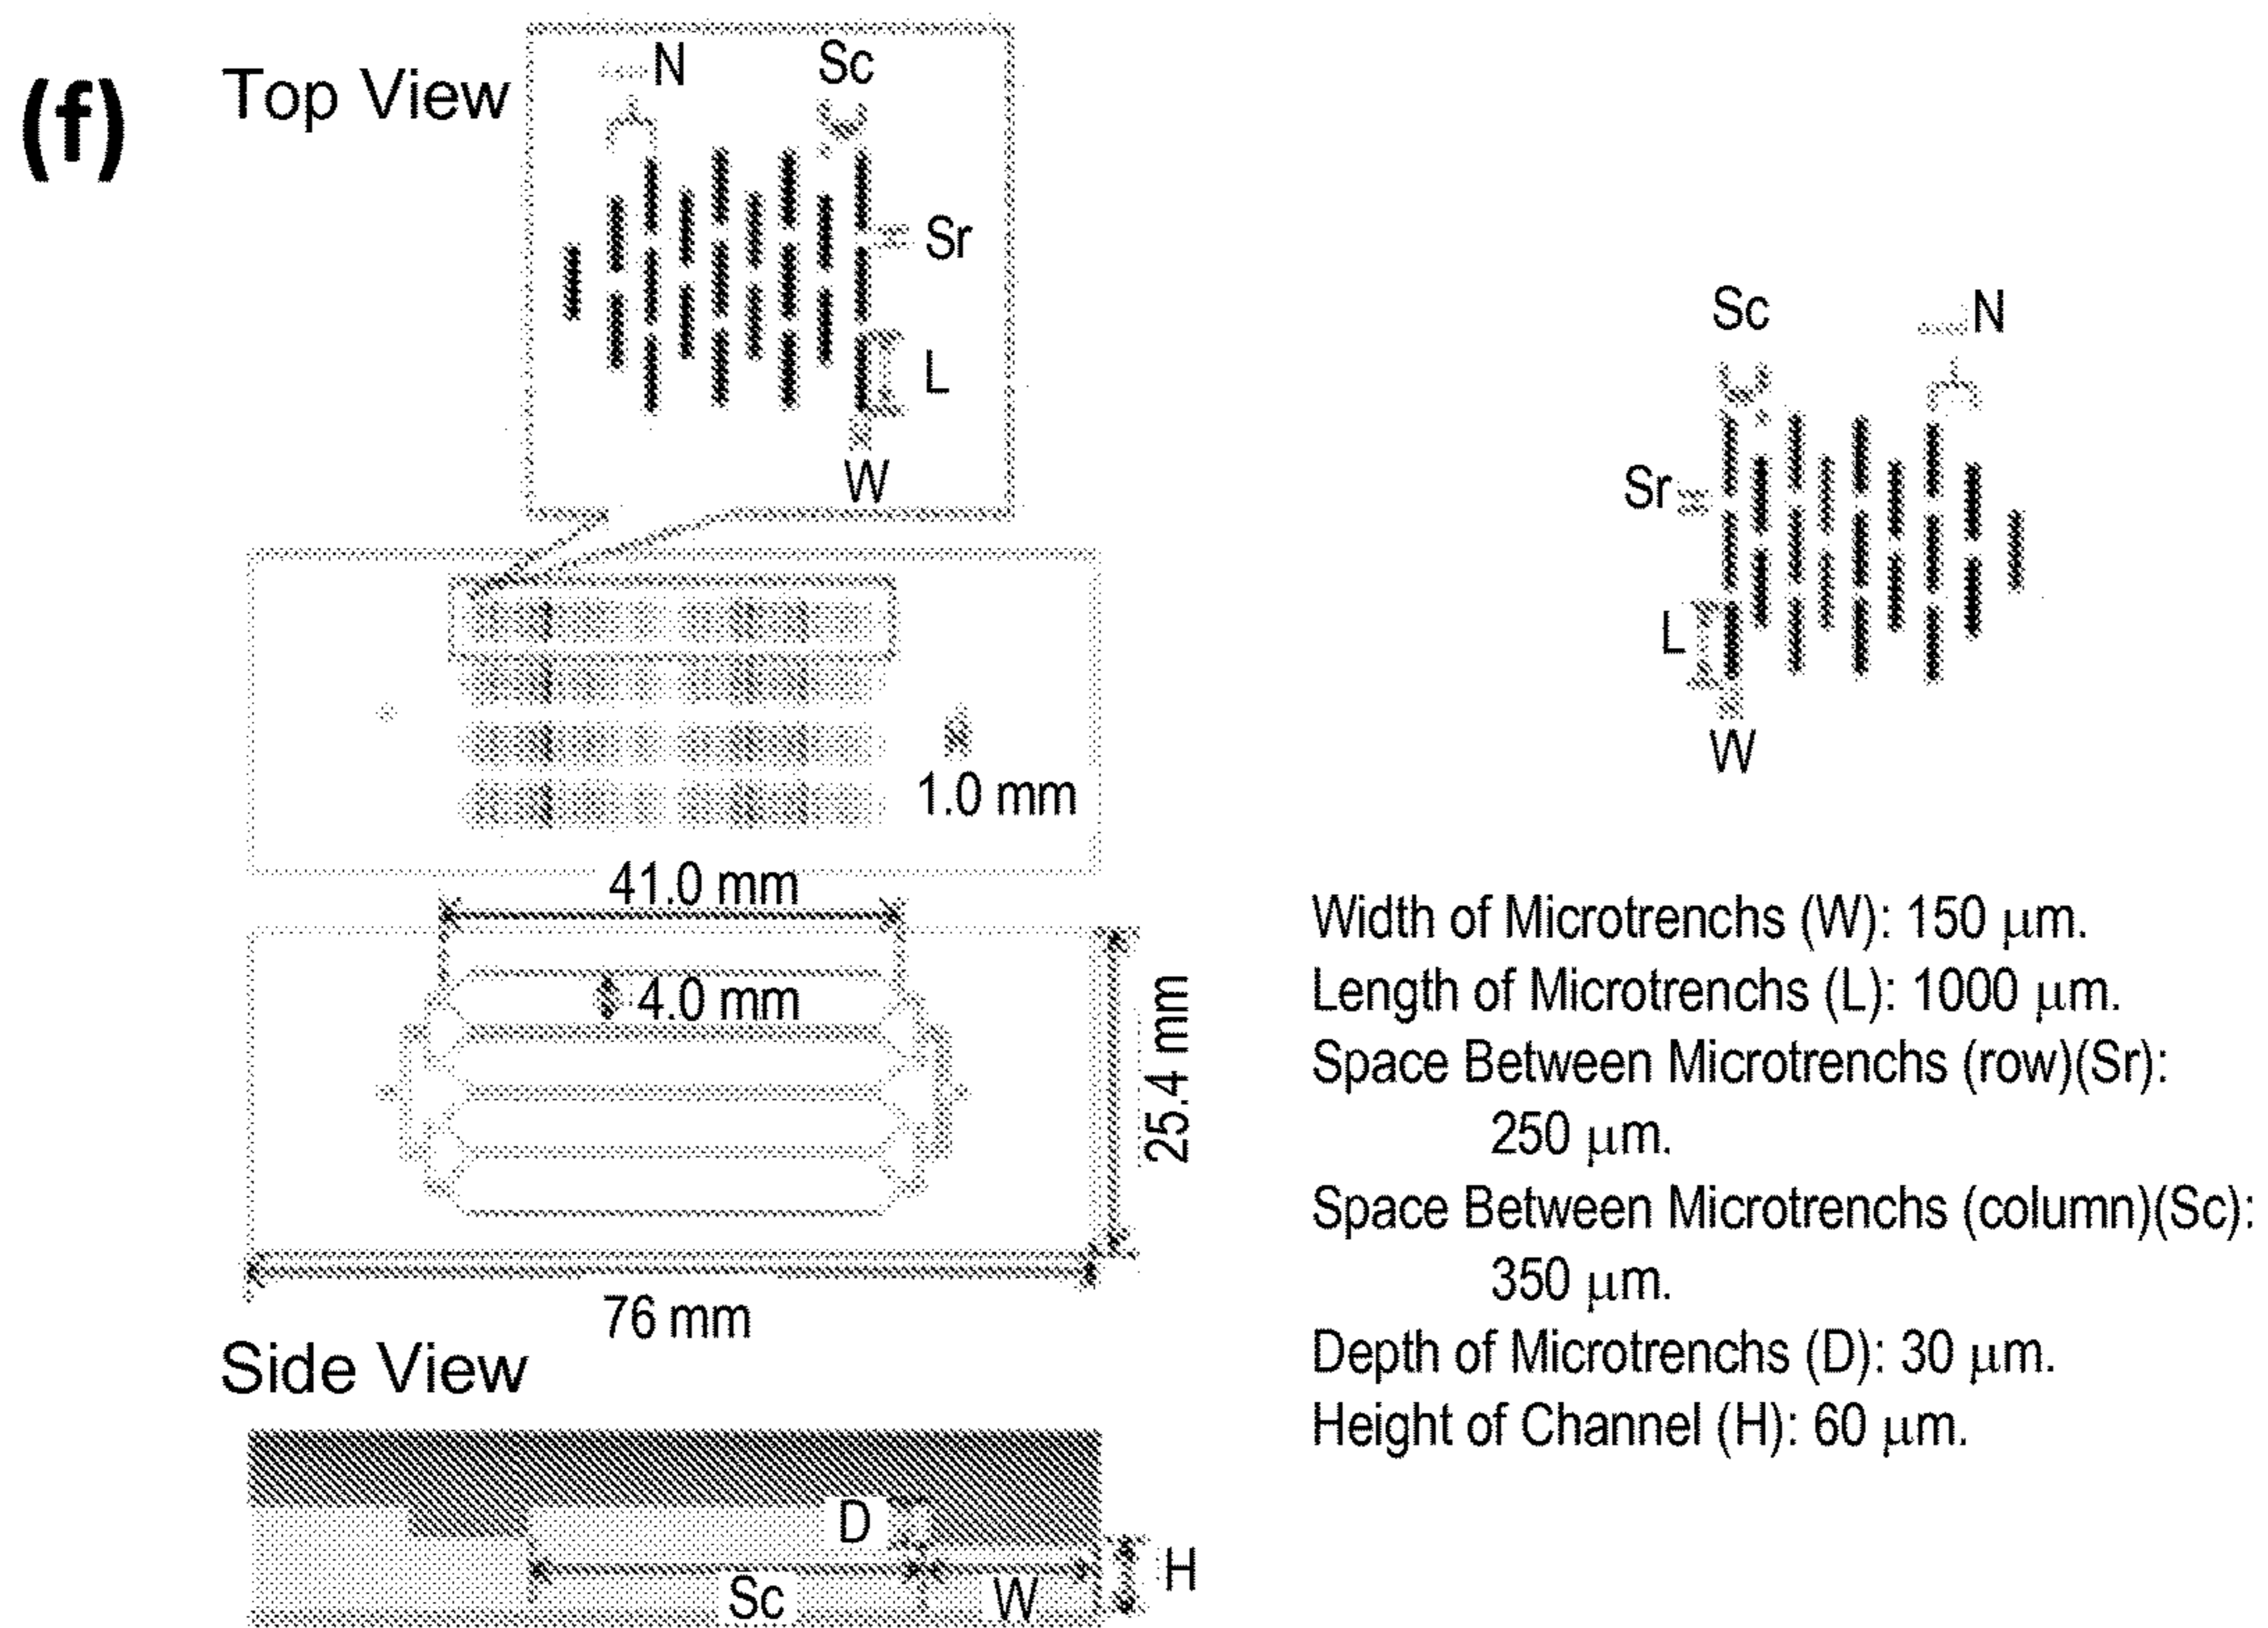 (f)
Top View
N
Sc
Sr
L
W
Sc
N
Sr
L
W
1.0 mm
41.0 mm
4.0 mm
25.4 mm
76 mm
Width of Microtrenchs (W): 150 μm.
Length of Microtrenchs (L): 1000 μm.
Space Between Microtrenchs (row)(Sr):
250 μm.
Space Between Microtrenchs (column)(Sc):
350 μm.
Depth of Microtrenchs (D): 30 μm.
Height of Channel (H): 60 μm.
Side View
D
Sc
W
H